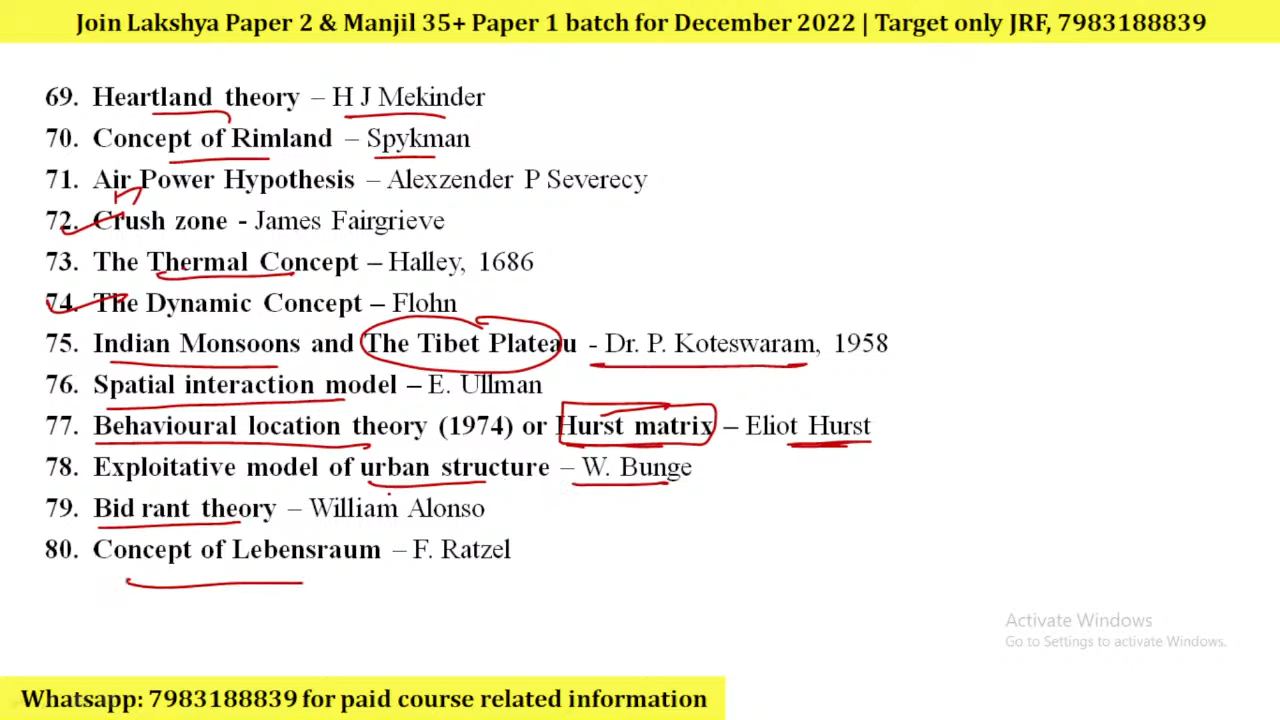 Join Lakshya Paper 2 & Manjil 35+ Paper 1 batch for December 2022 | Target only JRF, 7983188839
69. Heartland theory – H J Mekinder
70. Concept of Rimland – Spykman
71. Air Power Hypothesis – Alexzender P Severecy
72. Crush zone - James Fairgrieve
73. The Thermal Concept – Halley, 1686
74. The Dynamic Concept – Flohn
75. Indian Monsoons and The Tibet Plateau - Dr. P. Koteswaram, 1958
76. Spatial interaction model – E. Ullman
77. Behavioural location theory (1974) or Hurst matrix – Eliot Hurst
78. Exploitative model of urban structure – W. Bunge
79. Bid rant theory – William Alonso
80. Concept of Lebensraum – F. Ratzel
Activate Windows
Go to Settings to activate Windows.
Whatsapp: 7983188839 for paid course related information